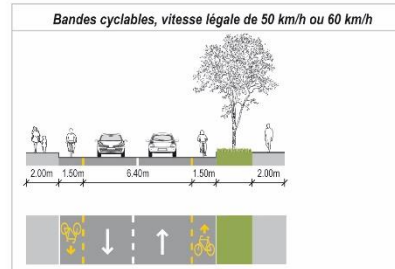 Bandes cyclables, vitesse légale de 50 km/h ou 60 km/h
2.00m 1.50m 6.40m 1.50m 2.00m